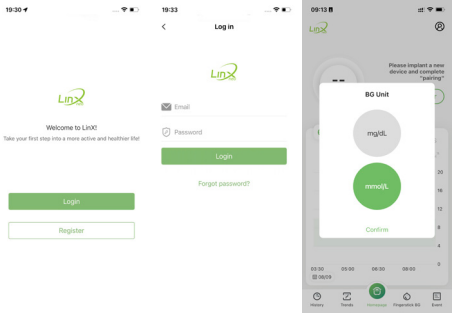 19:30
LinX
Welcome to LinX!
Take your first step into a more active and healthier life!
Login
Register
19:33
Log in
LinX
Email
Password
Login
Forgot password?
09:13
LinX
Please implant a new
device and complete
"pairing"
BG Unit
mg/dL
mmol/L
Confirm
20
16
12
8
4
0
03:30 05:00 06:30 08:00
08/09
History Trends Homepage Fingerstick BG Event